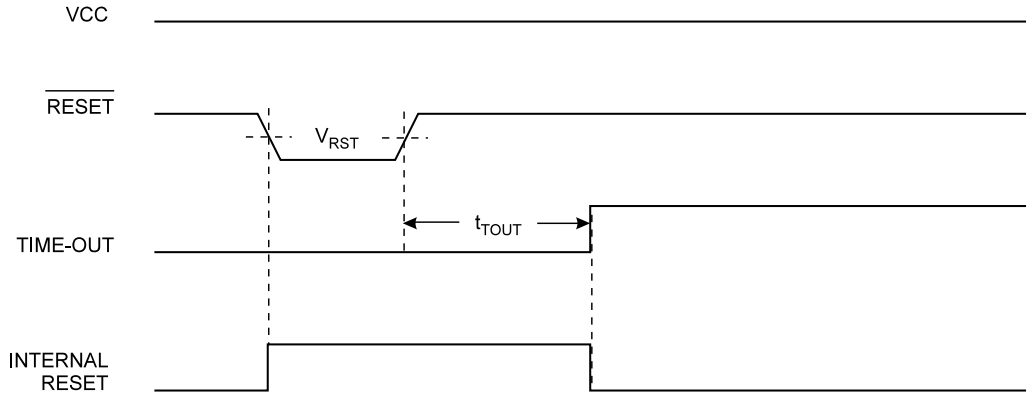 VCC
RESET
VRST
tTOUT
TIME-OUT
INTERNAL
RESET